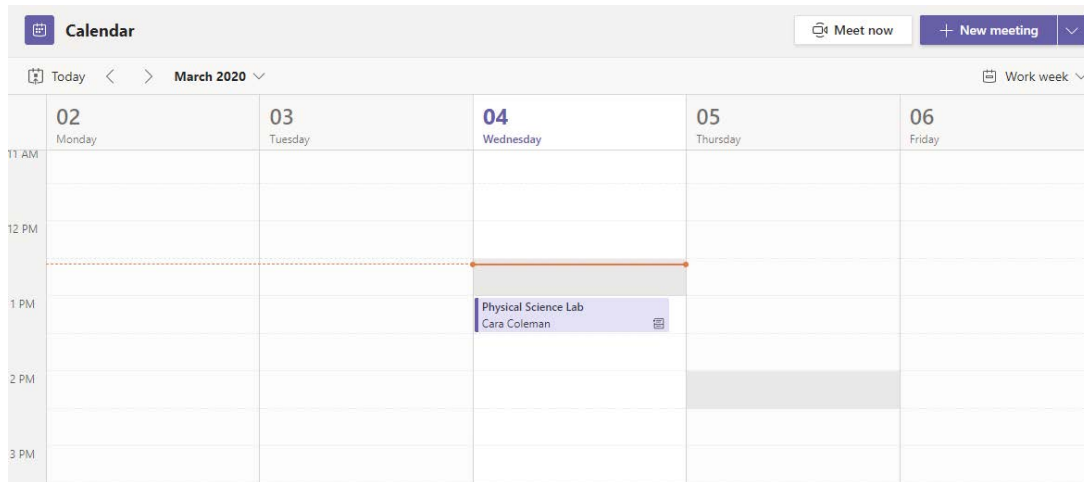 Calendar
Meet now
New meeting
Today
March 2020
Work week
02
Monday
03
Tuesday
04
Wednesday
05
Thursday
06
Friday
11 AM
12 PM
1 PM
Physical Science Lab
Cara Coleman
2 PM
3 PM